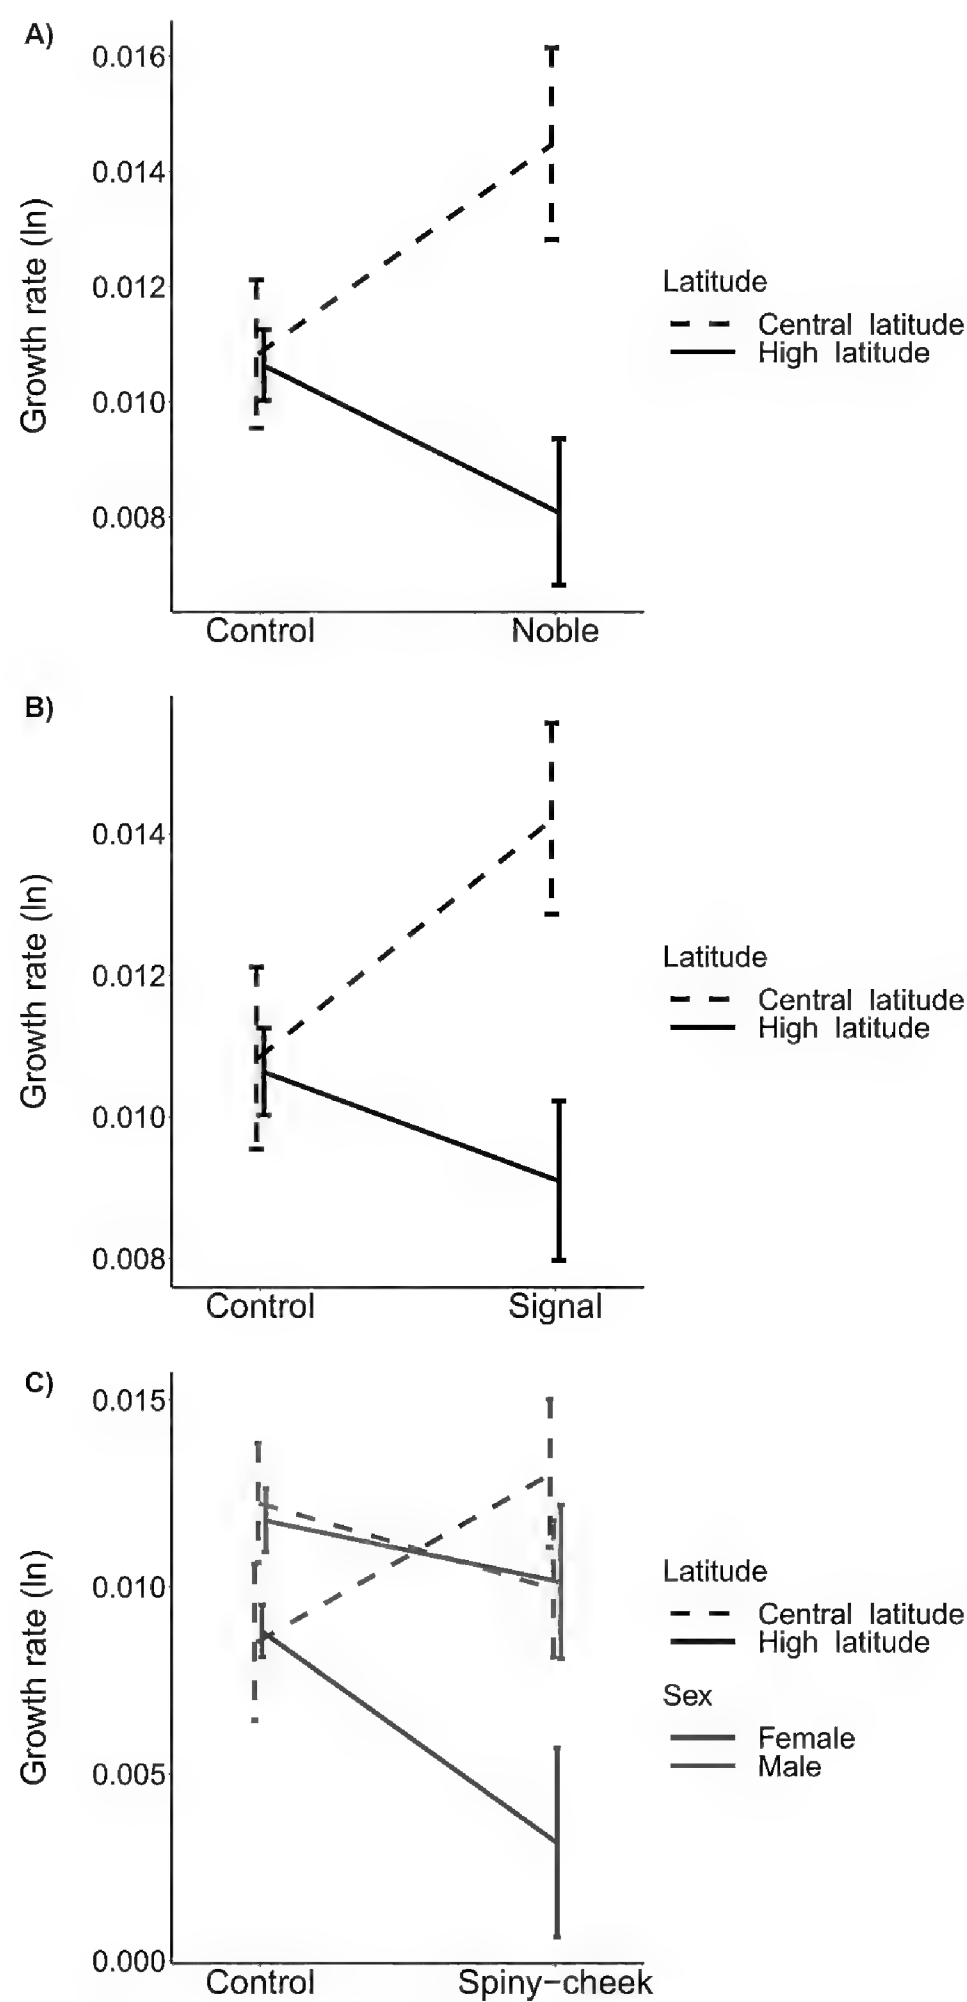 A)
0.016
0.014
0.012
0.010
0.008
Growth rate (ln)
Control Noble
Latitude
Central latitude
High latitude
B)
0.014
0.012
0.010
0.008
Growth rate (ln)
Control Signal
Latitude
Central latitude
High latitude
C)
0.015
0.010
0.005
0.000
Growth rate (ln)
Control Spiny-cheek
Latitude
Central latitude
High latitude
Sex
Female
Male